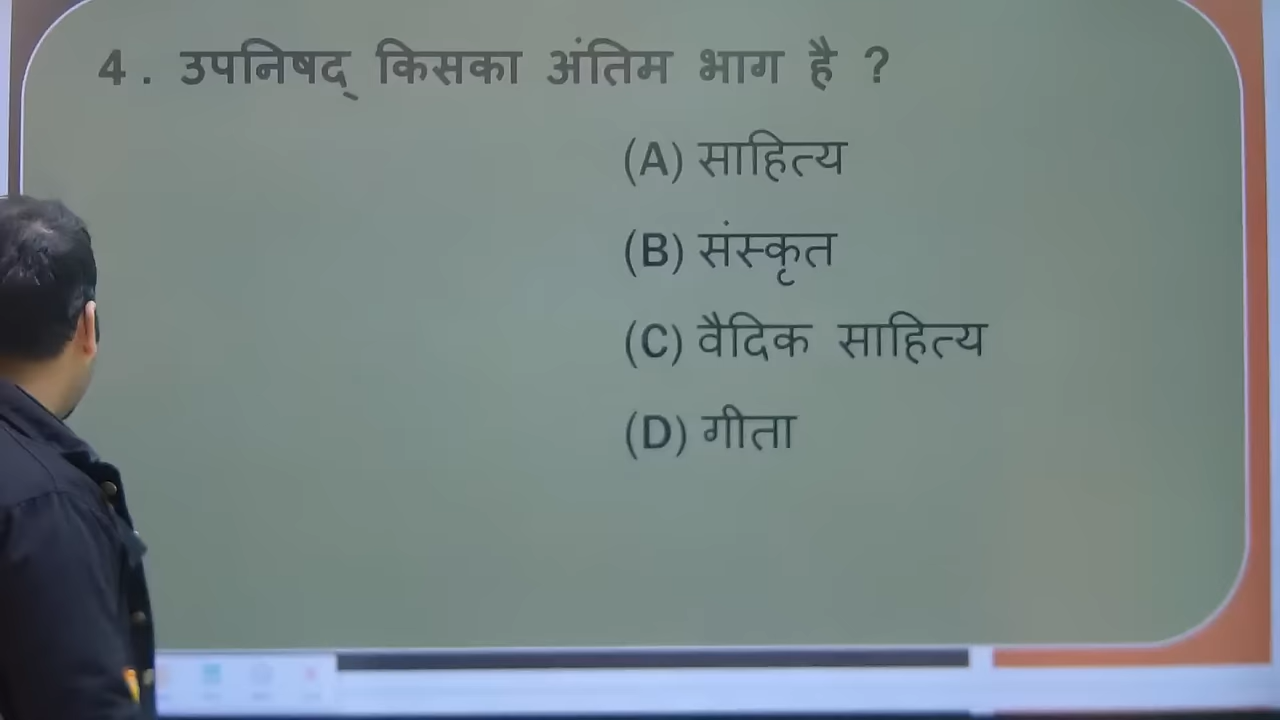 4. उपनिषद् किसका अंतिम भाग है ?
(A) साहित्य
(B) संस्कृत
(C) वैदिक साहित्य
(D) गीता